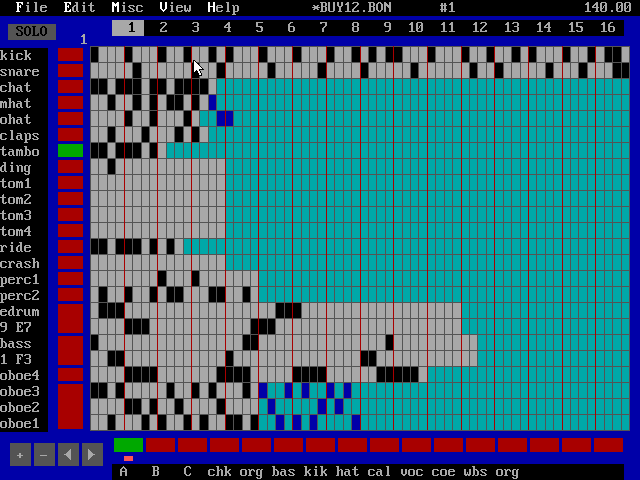 File Edit Misc View Help *BUY12.BON #1 140.00
SOLO 1 2 3 4 5 6 7 8 9 10 11 12 13 14 15 16
1
kick
snare
chat
mhat
ohat
claps
tambo
ding
tom1
tom2
tom3
tom4
ride
crash
perc1
perc2
edrum
9 E7
bass
1 F3
oboe4
oboe3
oboe2
oboe1
+ -
A B C chk org bas kik hat cal voc coe wbs org